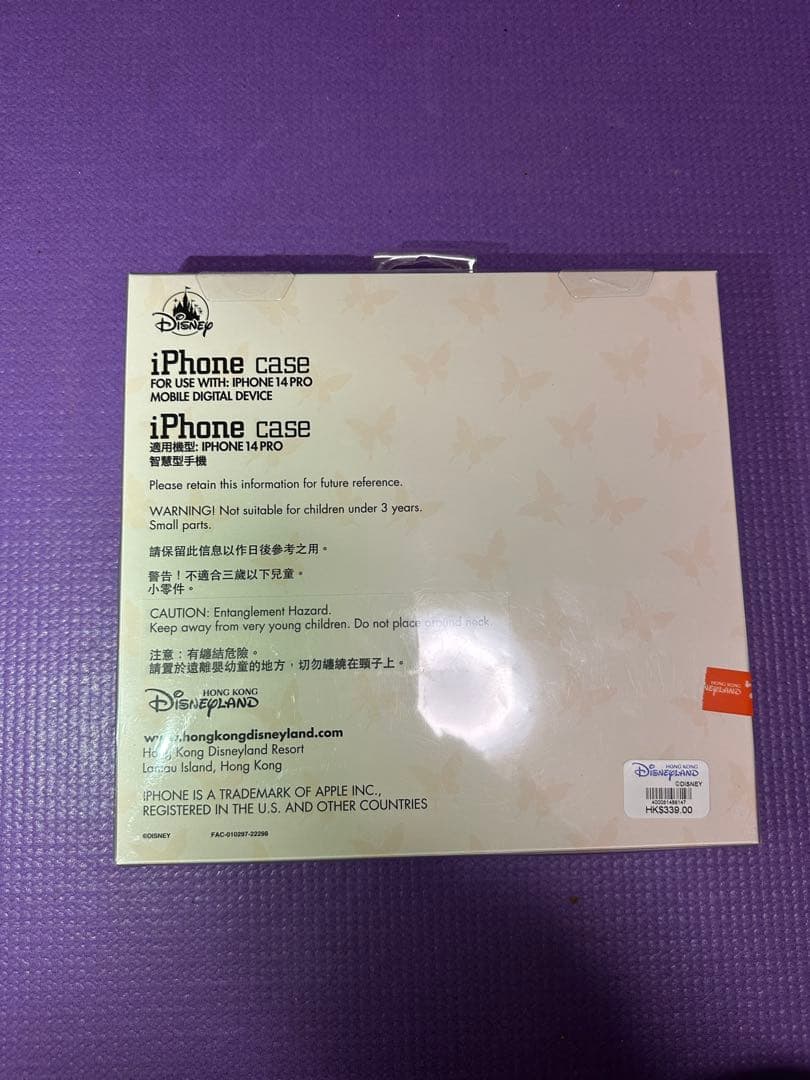 Disney
iPhone case
FOR USE WITH: IPHONE 14 PRO
MOBILE DIGITAL DEVICE
iPhone case
適用機型: IPHONE 14 PRO
智慧型手機
Please retain this information for future reference.
WARNING! Not suitable for children under 3 years.
Small parts.
請保留此信息以作日後參考之用。
警告！不適合三歲以下兒童。
小零件。
CAUTION: Entanglement Hazard.
Keep away from very young children. Do not place around neck.
注意：有纏結危險。
請置於遠離嬰幼童的地方，切勿纏繞在頸子上。
HONG KONG
DISNEYLAND
www.hongkongdisneyland.com
Hong Kong Disneyland Resort
Lantau Island, Hong Kong
IPHONE IS A TRADEMARK OF APPLE INC.,
REGISTERED IN THE U.S. AND OTHER COUNTRIES
©DISNEY FAC-010297-22298
HONG KONG
DISNEYLAND
HONG KONG
DISNEYLAND
©DISNEY
HK$339.00